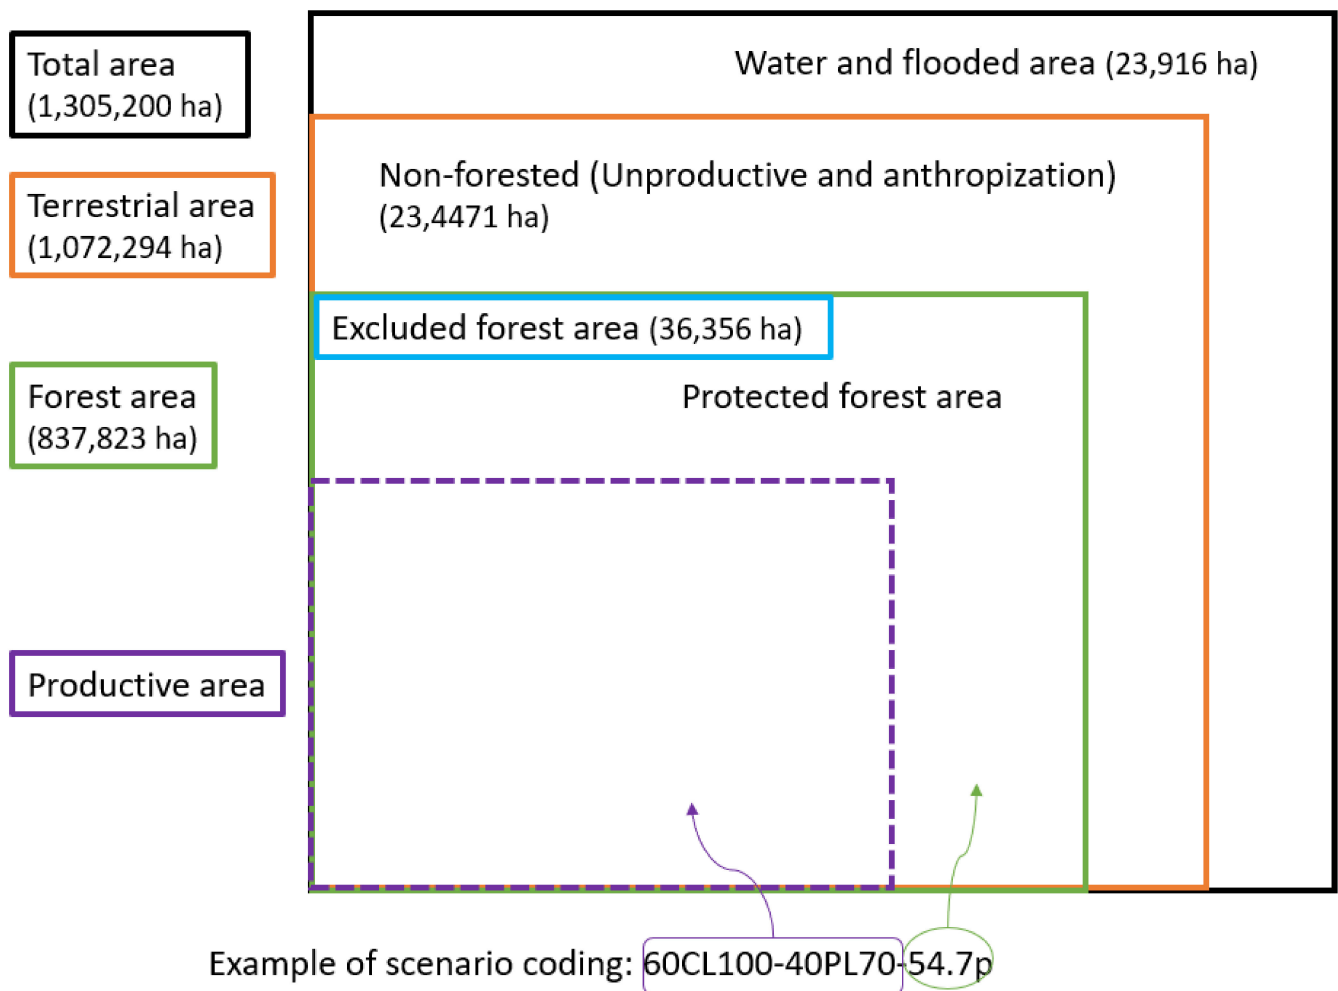 Total area
(1,305,200 ha)
Water and flooded area (23,916 ha)
Terrestrial area
(1,072,294 ha)
Non-forested (Unproductive and anthropization)
(23,4471 ha)
Excluded forest area (36,356 ha)
Forest area
(837,823 ha)
Protected forest area
Productive area
Example of scenario coding: 60CL100-40PL70-54.7p